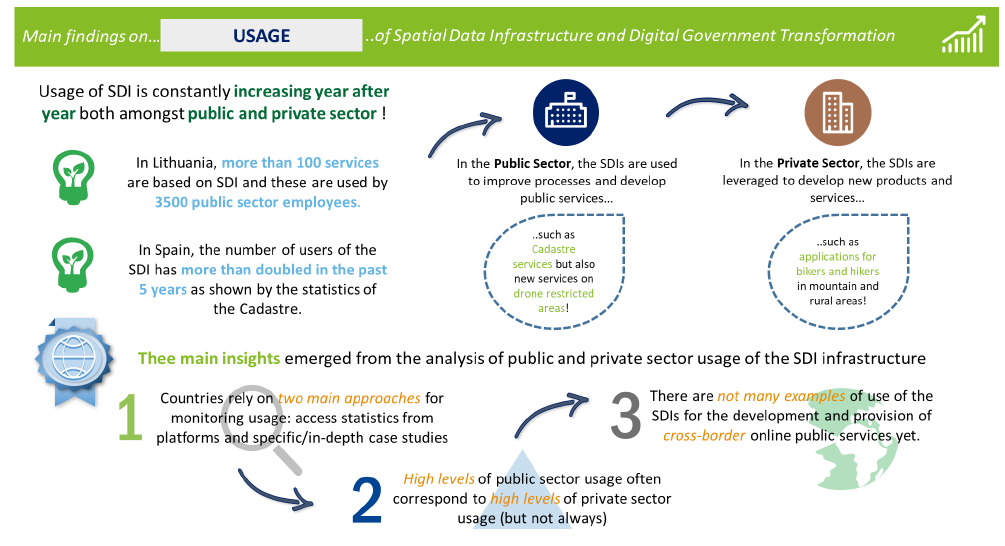 Main findings on...
USAGE
..of Spatial Data Infrastructure and Digital Government Transformation
Usage of SDI is constantly increasing year after
year both amongst public and private sector !
In Lithuania, more than 100 services
are based on SDI and these are used by
3500 public sector employees.
In Spain, the number of users of the
SDI has more than doubled in the past
5 years as shown by the statistics of
the Cadastre.
In the Public Sector, the SDIs are used
to improve processes and develop
public services...
..such as
Cadastre
services but also
new services on
drone restricted
areas!
In the Private Sector, the SDIs are
leveraged to develop new products and
services...
..such as
applications for
bikers and hikers
in mountain and
rural areas!
Thee main insights emerged from the analysis of public and private sector usage of the SDI infrastructure
1
Countries rely on two main approaches for
monitoring usage: access statistics from
platforms and specific/in-depth case studies
2
High levels of public sector usage often
correspond to high levels of private sector
usage (but not always)
3
There are not many examples of use of the
SDIs for the development and provision of
cross-border online public services yet.